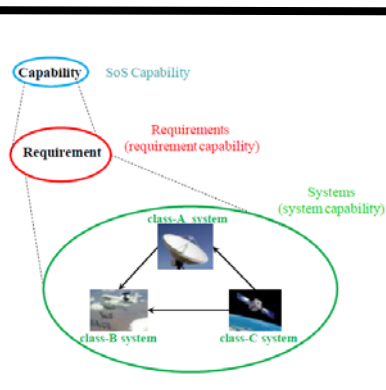 Capability
SoS Capability
Requirements
(requirement capability)
Requirement
Systems
(system capability)
class-A system
class-B system
class-C system